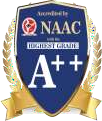 Accredited by
NAAC
with the
HIGHEST GRADE
A++